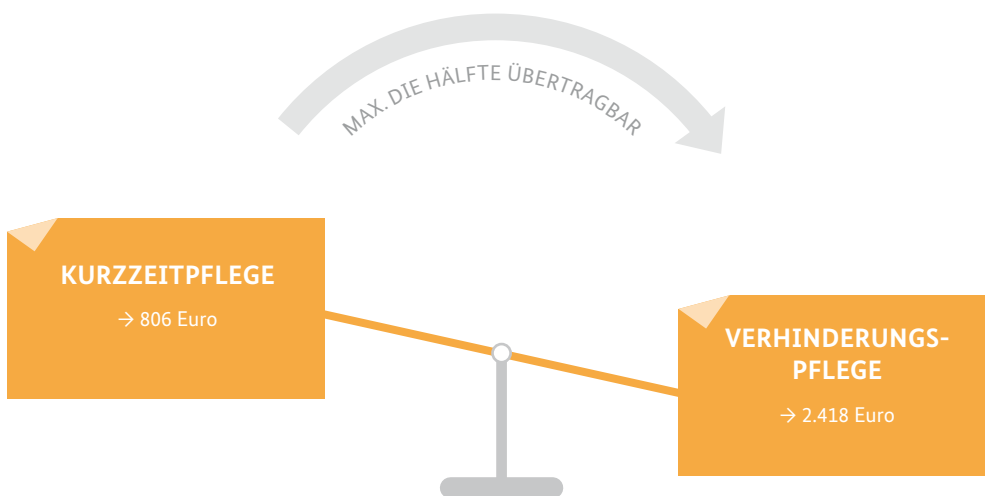 MAX. DIE HÄLFTE ÜBERTRAGBAR
KURZZEITPFLEGE
→ 806 Euro
VERHINDERUNGS-
PFLEGE
→ 2.418 Euro